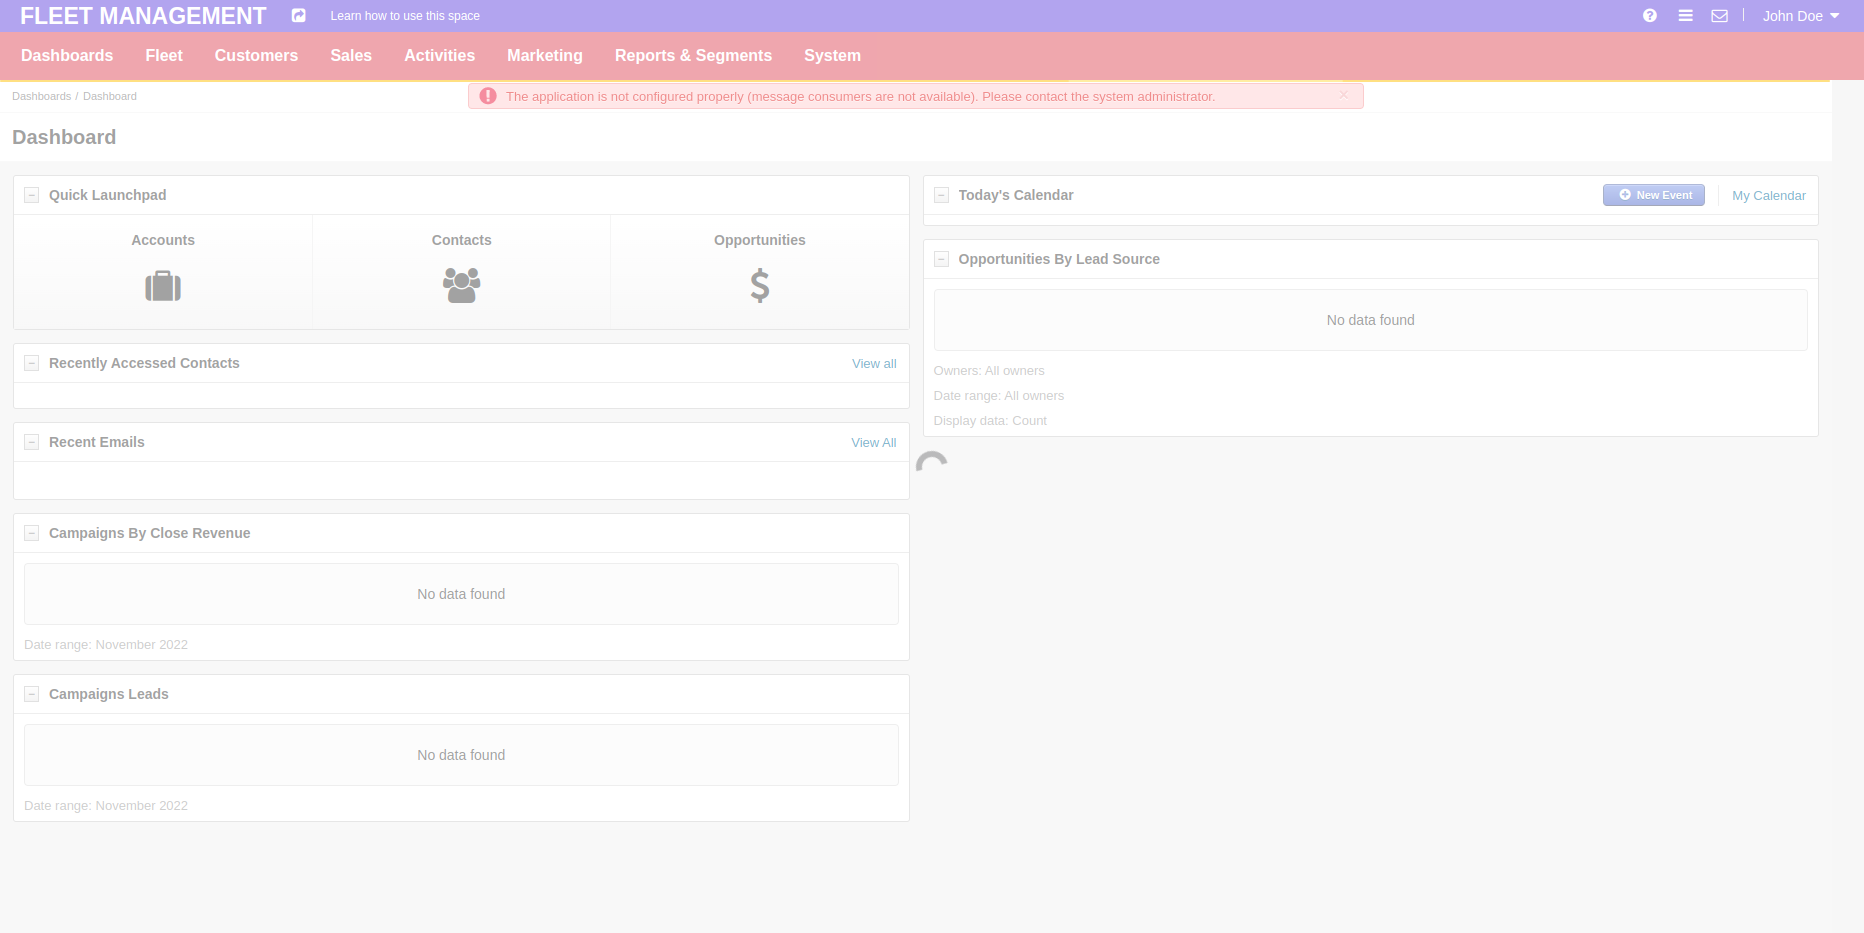 FLEET MANAGEMENT
Learn how to use this space
John Doe
Dashboards Fleet Customers Sales Activities Marketing Reports & Segments System
Dashboards / Dashboard
The application is not configured properly (message consumers are not available). Please contact the system administrator.
Dashboard
Quick Launchpad
Accounts
Contacts
Opportunities
Recently Accessed Contacts
View all
Recent Emails
View All
Campaigns By Close Revenue
No data found
Date range: November 2022
Campaigns Leads
No data found
Date range: November 2022
Today's Calendar
New Event
My Calendar
Opportunities By Lead Source
No data found
Owners: All owners
Date range: All owners
Display data: Count